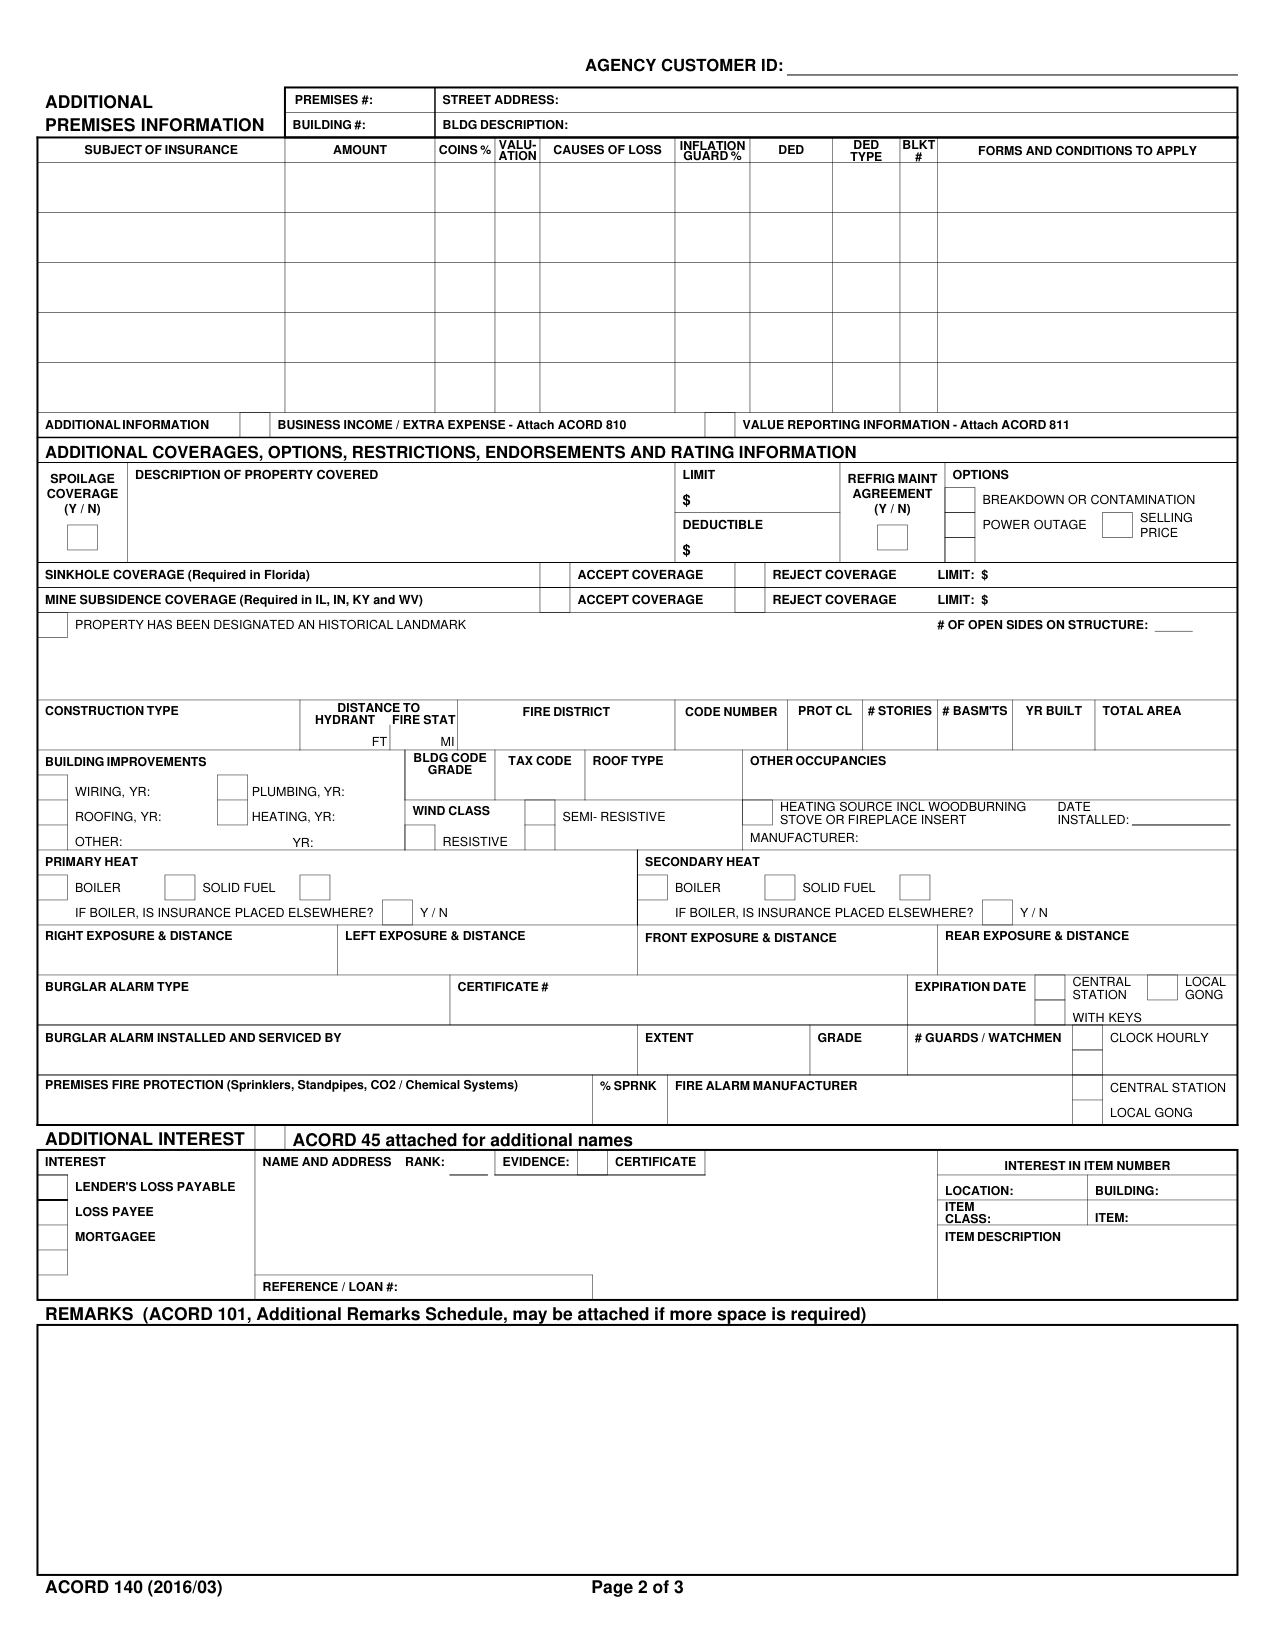 AGENCY CUSTOMER ID:
ADDITIONAL PREMISES INFORMATION
PREMISES #: STREET ADDRESS:
BUILDING #: BLDG DESCRIPTION:
SUBJECT OF INSURANCE AMOUNT COINS % VALU-ATION CAUSES OF LOSS INFLATION GUARD % DED DED TYPE BLKT # FORMS AND CONDITIONS TO APPLY
ADDITIONAL INFORMATION BUSINESS INCOME / EXTRA EXPENSE - Attach ACORD 810 VALUE REPORTING INFORMATION - Attach ACORD 811
ADDITIONAL COVERAGES, OPTIONS, RESTRICTIONS, ENDORSEMENTS AND RATING INFORMATION
SPOILAGE COVERAGE (Y / N)
DESCRIPTION OF PROPERTY COVERED
LIMIT
$
DEDUCTIBLE
$
REFRIG MAINT AGREEMENT (Y / N)
OPTIONS
BREAKDOWN OR CONTAMINATION
POWER OUTAGE SELLING PRICE
SINKHOLE COVERAGE (Required in Florida) ACCEPT COVERAGE REJECT COVERAGE LIMIT: $
MINE SUBSIDENCE COVERAGE (Required in IL, IN, KY and WV) ACCEPT COVERAGE REJECT COVERAGE LIMIT: $
PROPERTY HAS BEEN DESIGNATED AN HISTORICAL LANDMARK # OF OPEN SIDES ON STRUCTURE:
CONSTRUCTION TYPE DISTANCE TO HYDRANT FIRE STAT FIRE DISTRICT CODE NUMBER PROT CL # STORIES # BASM'TS YR BUILT TOTAL AREA
FT MI
BUILDING IMPROVEMENTS BLDG CODE GRADE TAX CODE ROOF TYPE OTHER OCCUPANCIES
WIRING, YR: PLUMBING, YR:
ROOFING, YR: HEATING, YR: WIND CLASS SEMI- RESISTIVE HEATING SOURCE INCL WOODBURNING STOVE OR FIREPLACE INSERT DATE INSTALLED:
OTHER: YR: RESISTIVE MANUFACTURER:
PRIMARY HEAT SECONDARY HEAT
BOILER SOLID FUEL BOILER SOLID FUEL
IF BOILER, IS INSURANCE PLACED ELSEWHERE? Y / N IF BOILER, IS INSURANCE PLACED ELSEWHERE? Y / N
RIGHT EXPOSURE & DISTANCE LEFT EXPOSURE & DISTANCE FRONT EXPOSURE & DISTANCE REAR EXPOSURE & DISTANCE
BURGLAR ALARM TYPE CERTIFICATE # EXPIRATION DATE CENTRAL STATION LOCAL GONG
WITH KEYS
BURGLAR ALARM INSTALLED AND SERVICED BY EXTENT GRADE # GUARDS / WATCHMEN CLOCK HOURLY
PREMISES FIRE PROTECTION (Sprinklers, Standpipes, CO2 / Chemical Systems) % SPRNK FIRE ALARM MANUFACTURER CENTRAL STATION
LOCAL GONG
ADDITIONAL INTEREST ACORD 45 attached for additional names
INTEREST NAME AND ADDRESS RANK: EVIDENCE: CERTIFICATE INTEREST IN ITEM NUMBER
LENDER'S LOSS PAYABLE LOCATION: BUILDING:
LOSS PAYEE ITEM CLASS: ITEM:
MORTGAGEE ITEM DESCRIPTION
REFERENCE / LOAN #:
REMARKS (ACORD 101, Additional Remarks Schedule, may be attached if more space is required)
ACORD 140 (2016/03) Page 2 of 3